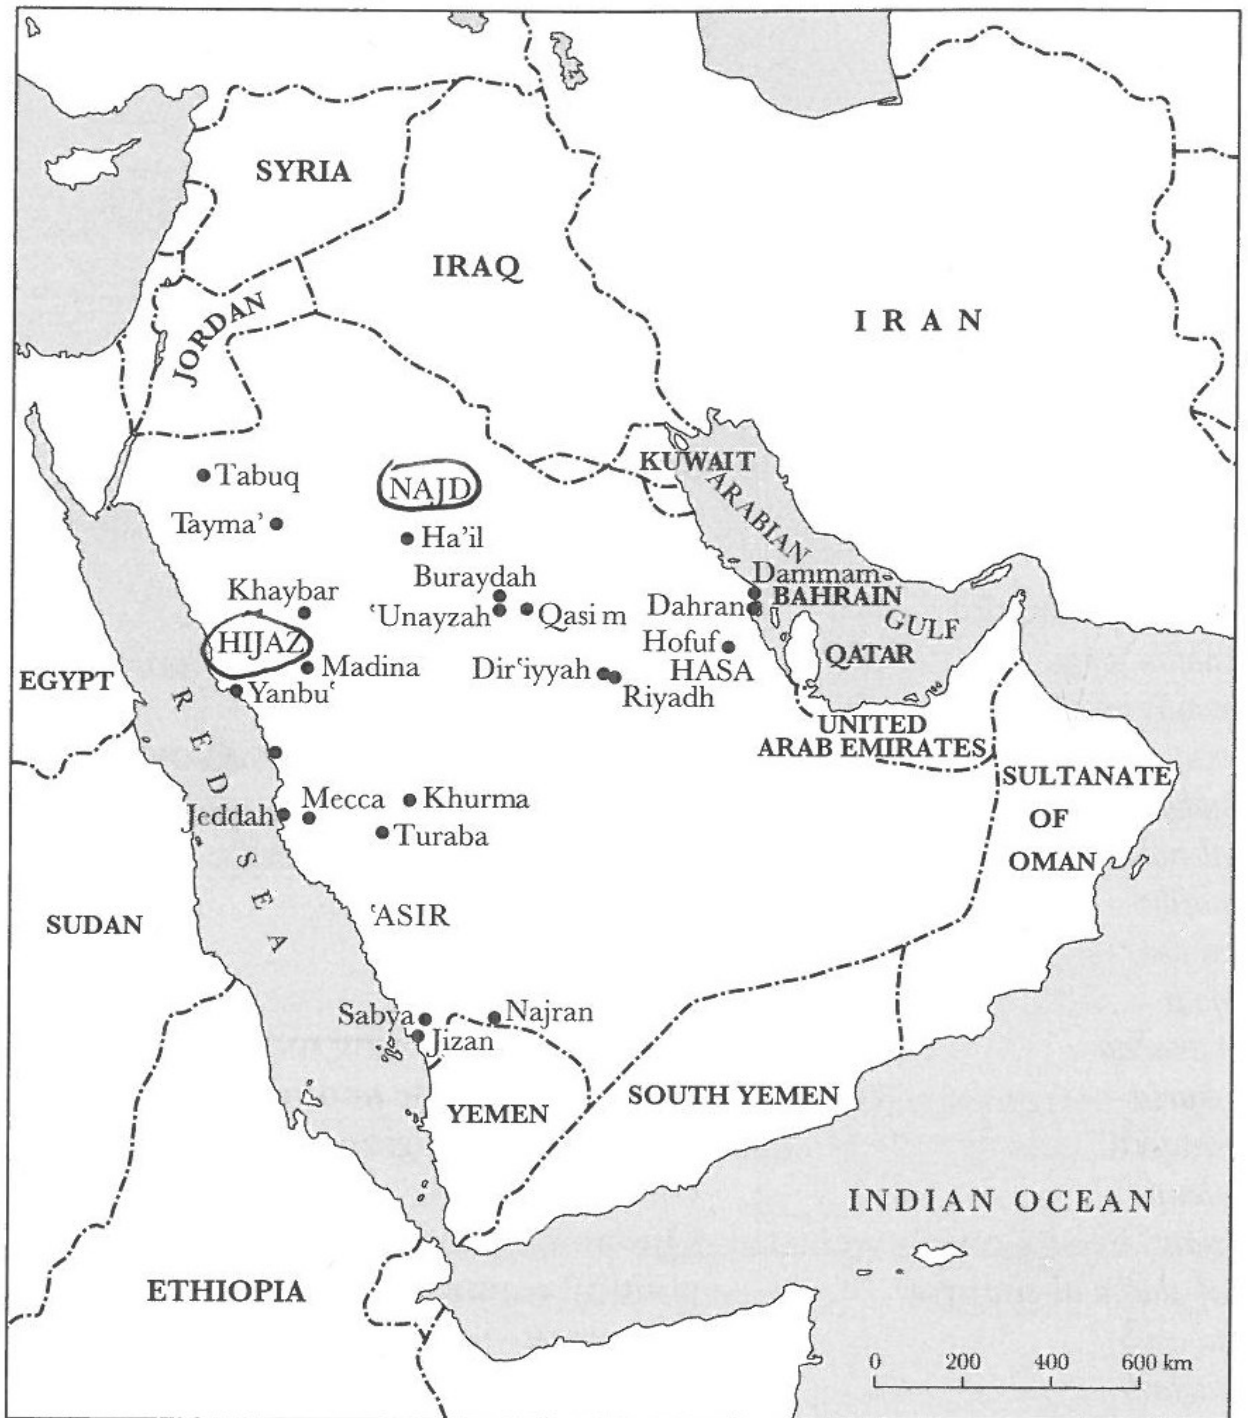 SYRIA
IRAQ
IRAN
JORDAN
KUWAIT
ARABIAN
GULF
Tabuq
NAJD
Tayma’
Ha’il
Buraydah
Khaybar
‘Unayzah
Qasim
Dammam
BAHRAIN
Dahran
HIJAZ
Hofuf
HASA
QATAR
Madina
Dir‘iyyah
Riyadh
EGYPT
Yanbu‘
RED SEA
UNITED
ARAB EMIRATES
SULTANATE
OF
OMAN
Mecca
Khurma
Jeddah
Turaba
‘ASIR
SUDAN
Sabya
Najran
Jizan
YEMEN
SOUTH YEMEN
INDIAN OCEAN
ETHIOPIA
0 200 400 600 km